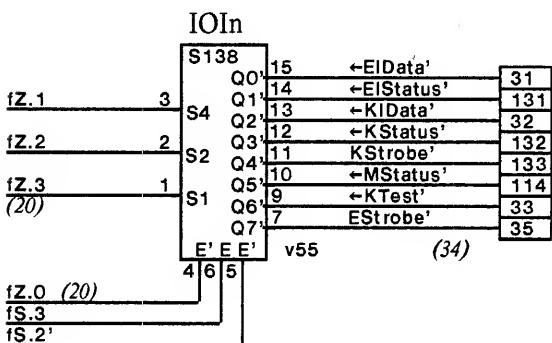 IOIn
S138
Q0' 15 ←EIData' 31
Q1' 14 ←EIStatus' 131
fZ.1 3 S4 Q2' 13 ←KIData' 32
fZ.2 2 S2 Q3' 12 ←KStatus' 132
Q4' 11 KStrobe' 133
fZ.3 1 S1 Q5' 10 ←MStatus' 114
(20) Q6' 9 ←KTest' 33
Q7' 7 EStrobe' 35
E' E E' v55 (34)
4 6 5
fZ.0 (20)
fS.3
fS.2'